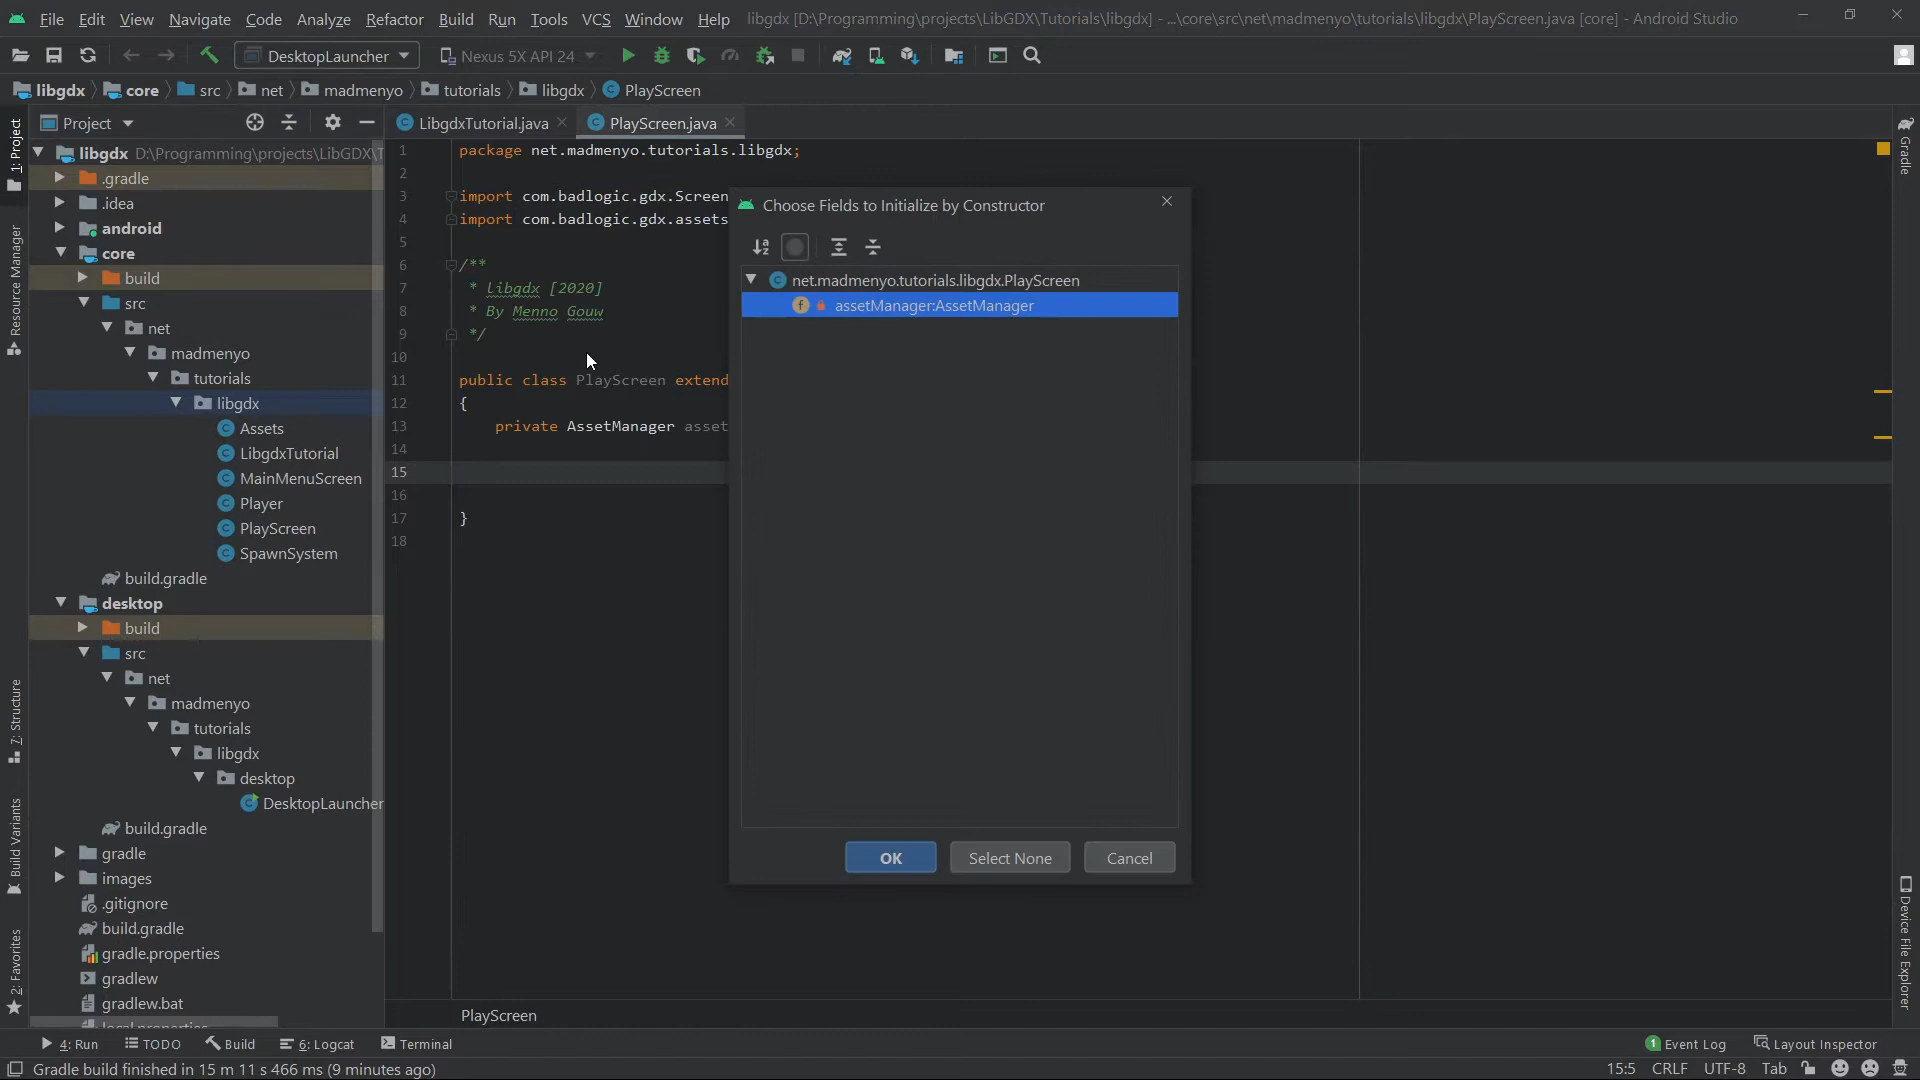 File Edit View Navigate Code Analyze Refactor Build Run Tools VCS Window Help libgdx [D:\Programming\projects\LibGDX\Tutorials\libgdx] - ...\core\src\net\madmenyo\tutorials\libgdx\PlayScreen.java [core] - Android Studio
DesktopLauncher Nexus 5X API 24
libgdx core src net madmenyo tutorials libgdx PlayScreen
Project LibgdxTutorial.java PlayScreen.java
1: Project
Resource Manager
7: Structure
Build Variants
2: Favorites
libgdx D:\Programming\projects\LibGDX\T
.gradle
.idea
android
core
build
src
net
madmenyo
tutorials
libgdx
Assets
LibgdxTutorial
MainMenuScreen
Player
PlayScreen
SpawnSystem
build.gradle
desktop
build
src
net
madmenyo
tutorials
libgdx
desktop
DesktopLauncher
build.gradle
gradle
images
.gitignore
build.gradle
gradle.properties
gradlew
gradlew.bat
local.properties
1 package net.madmenyo.tutorials.libgdx;
2
3 import com.badlogic.gdx.Screen
4 import com.badlogic.gdx.assets
5
6 /**
7 * libgdx [2020]
8 * By Menno Gouw
9 */
10
11 public class PlayScreen extend
12 {
13 private AssetManager asset
14
15
16
17 }
18
Choose Fields to Initialize by Constructor
net.madmenyo.tutorials.libgdx.PlayScreen
f assetManager:AssetManager
OK Select None Cancel
PlayScreen
Gradle
Device File Explorer
4: Run TODO Build 6: Logcat Terminal 1 Event Log Layout Inspector
Gradle build finished in 15 m 11 s 466 ms (9 minutes ago) 15:5 CRLF UTF-8 Tab